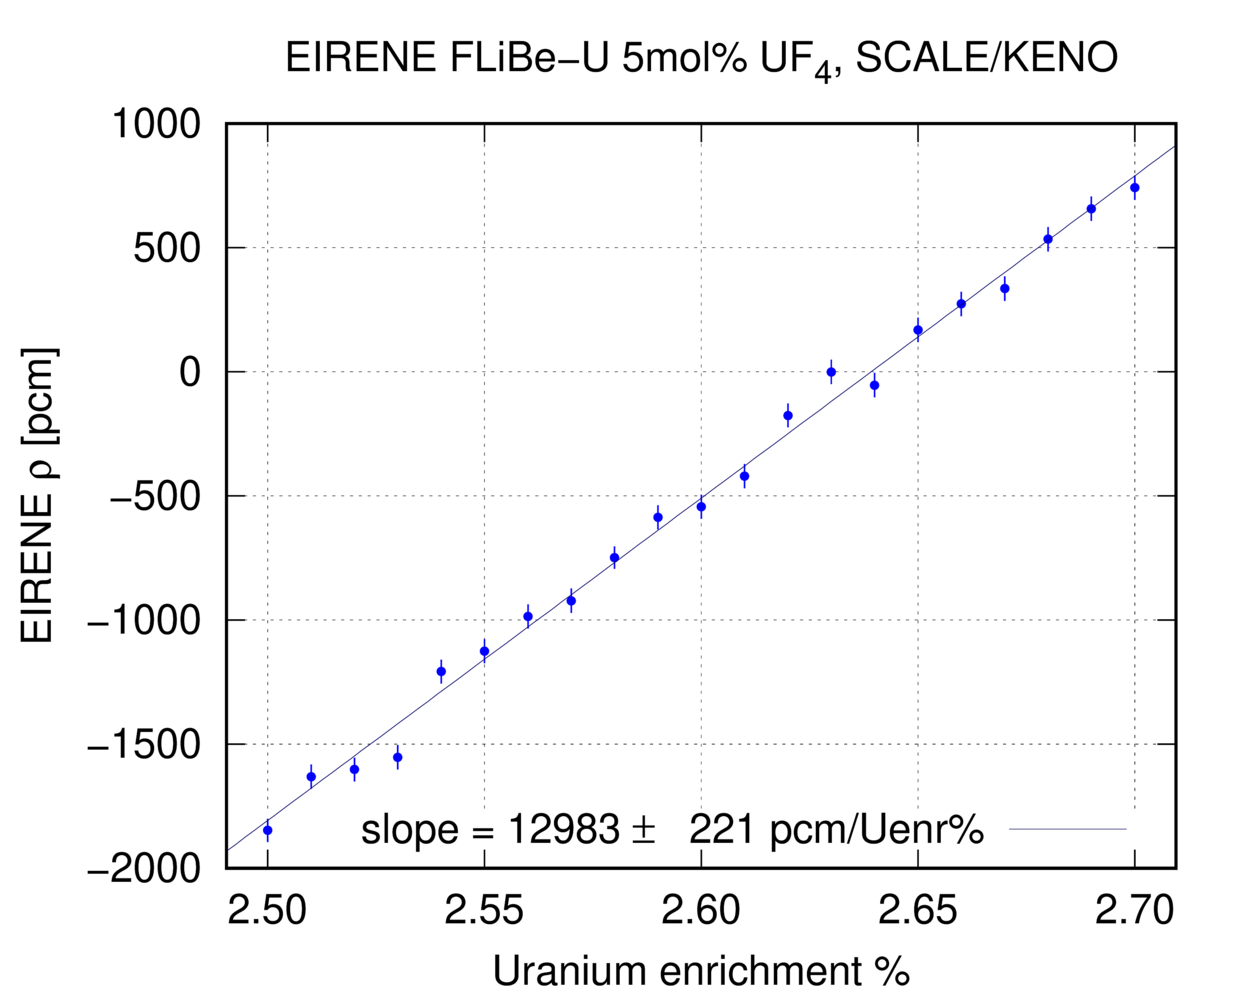 EIRENE FLiBe−U 5mol% UF₄, SCALE/KENO
1000
500
0
−500
−1000
−1500
−2000
EIRENE ρ [pcm]
slope = 12983 ± 221 pcm/Uenr%
2.50 2.55 2.60 2.65 2.70
Uranium enrichment %